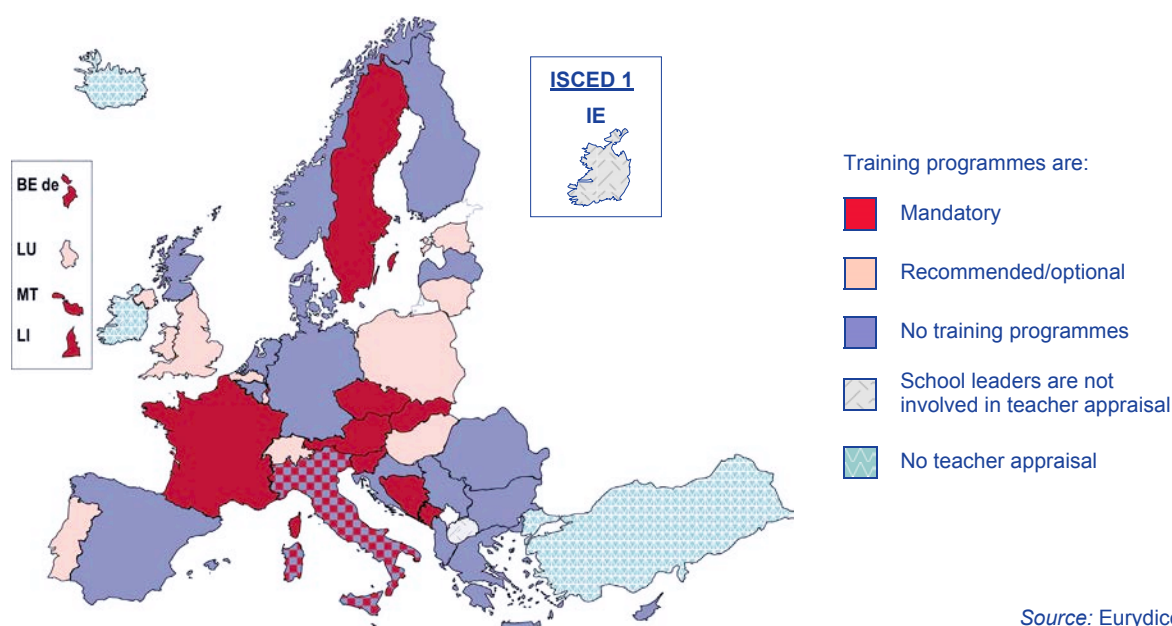 ISCED 1
IE
BE de
LU
MT
LI
Training programmes are:
Mandatory
Recommended/optional
No training programmes
School leaders are not
involved in teacher appraisal
No teacher appraisal
Source: Eurydice